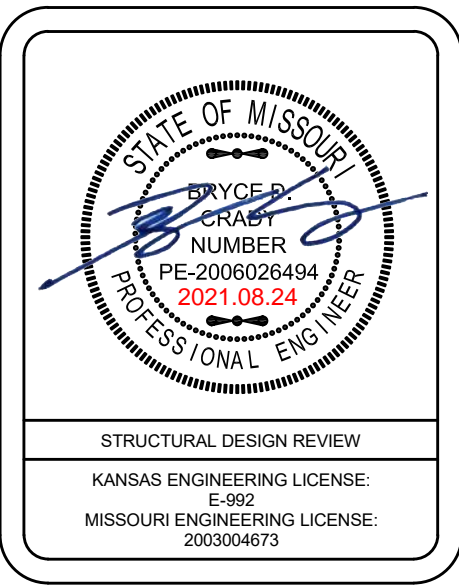 STATE OF MISSOURI
BRYCE D.
CRADY
NUMBER
PE-2006026494
2021.08.24
PROFESSIONAL ENGINEER
STRUCTURAL DESIGN REVIEW
KANSAS ENGINEERING LICENSE:
E-992
MISSOURI ENGINEERING LICENSE:
2003004673